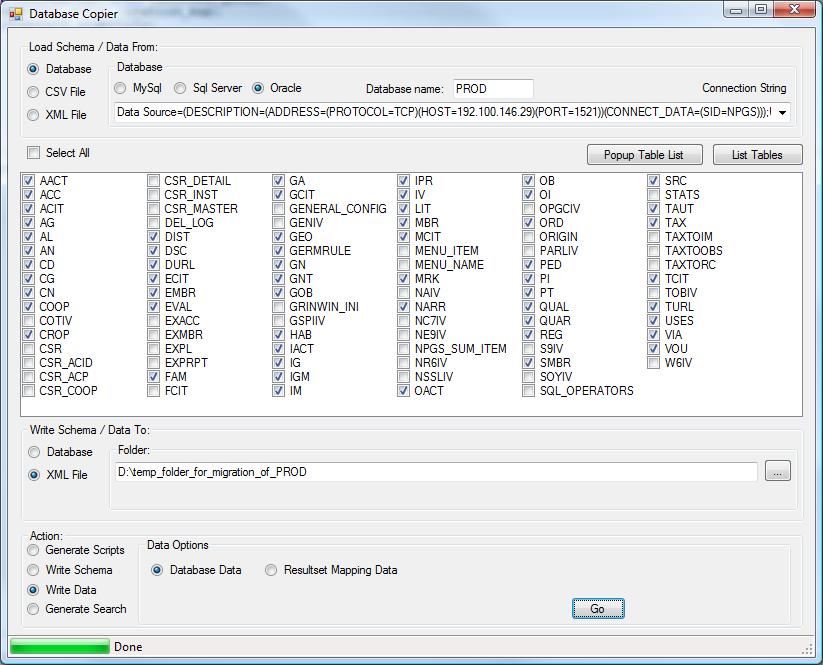 Database Copier
Load Schema / Data From:
Database
CSV File
XML File
Database
MySql Sql Server Oracle Database name: PROD Connection String
Data Source=(DESCRIPTION=(ADDRESS=(PROTOCOL=TCP)(HOST=192.100.146.29)(PORT=1521))(CONNECT_DATA=(SID=NPGS)));
Select All Popup Table List List Tables
AACT CSR_DETAIL GA IPR OB SRC
ACC CSR_INST GCIT IV OI STATS
ACIT CSR_MASTER GENERAL_CONFIG LIT OPGCIV TAUT
AG DEL_LOG GENIV MBR ORD TAX
AL DIST GEO MCIT ORIGIN TAXTOIM
AN DSC GERMRULE MENU_ITEM PARLIV TAXTOOBS
CD DURL GN MENU_NAME PED TAXTORC
CG ECIT GNT MRK PI TCIT
CN EMBR GOB NAIV PT TOBIV
COOP EVAL GRINWIN_INI NARR QUAL TURL
COTIV EXACC GSPIIV NC7IV QUAR USES
CROP EXMBR HAB NE9IV REG VIA
CSR EXPL IACT NPGS_SUM_ITEM S9IV VOU
CSR_ACID EXPRPT IG NR6IV SMBR W6IV
CSR_ACP FAM IGM NSSLIV SOYIV
CSR_COOP FCIT IM OACT SQL_OPERATORS
Write Schema / Data To:
Database
XML File
Folder:
D:\temp_folder_for_migration_of_PROD
...
Action:
Generate Scripts
Write Schema
Write Data
Generate Search
Data Options
Database Data Resultset Mapping Data
Go
Done